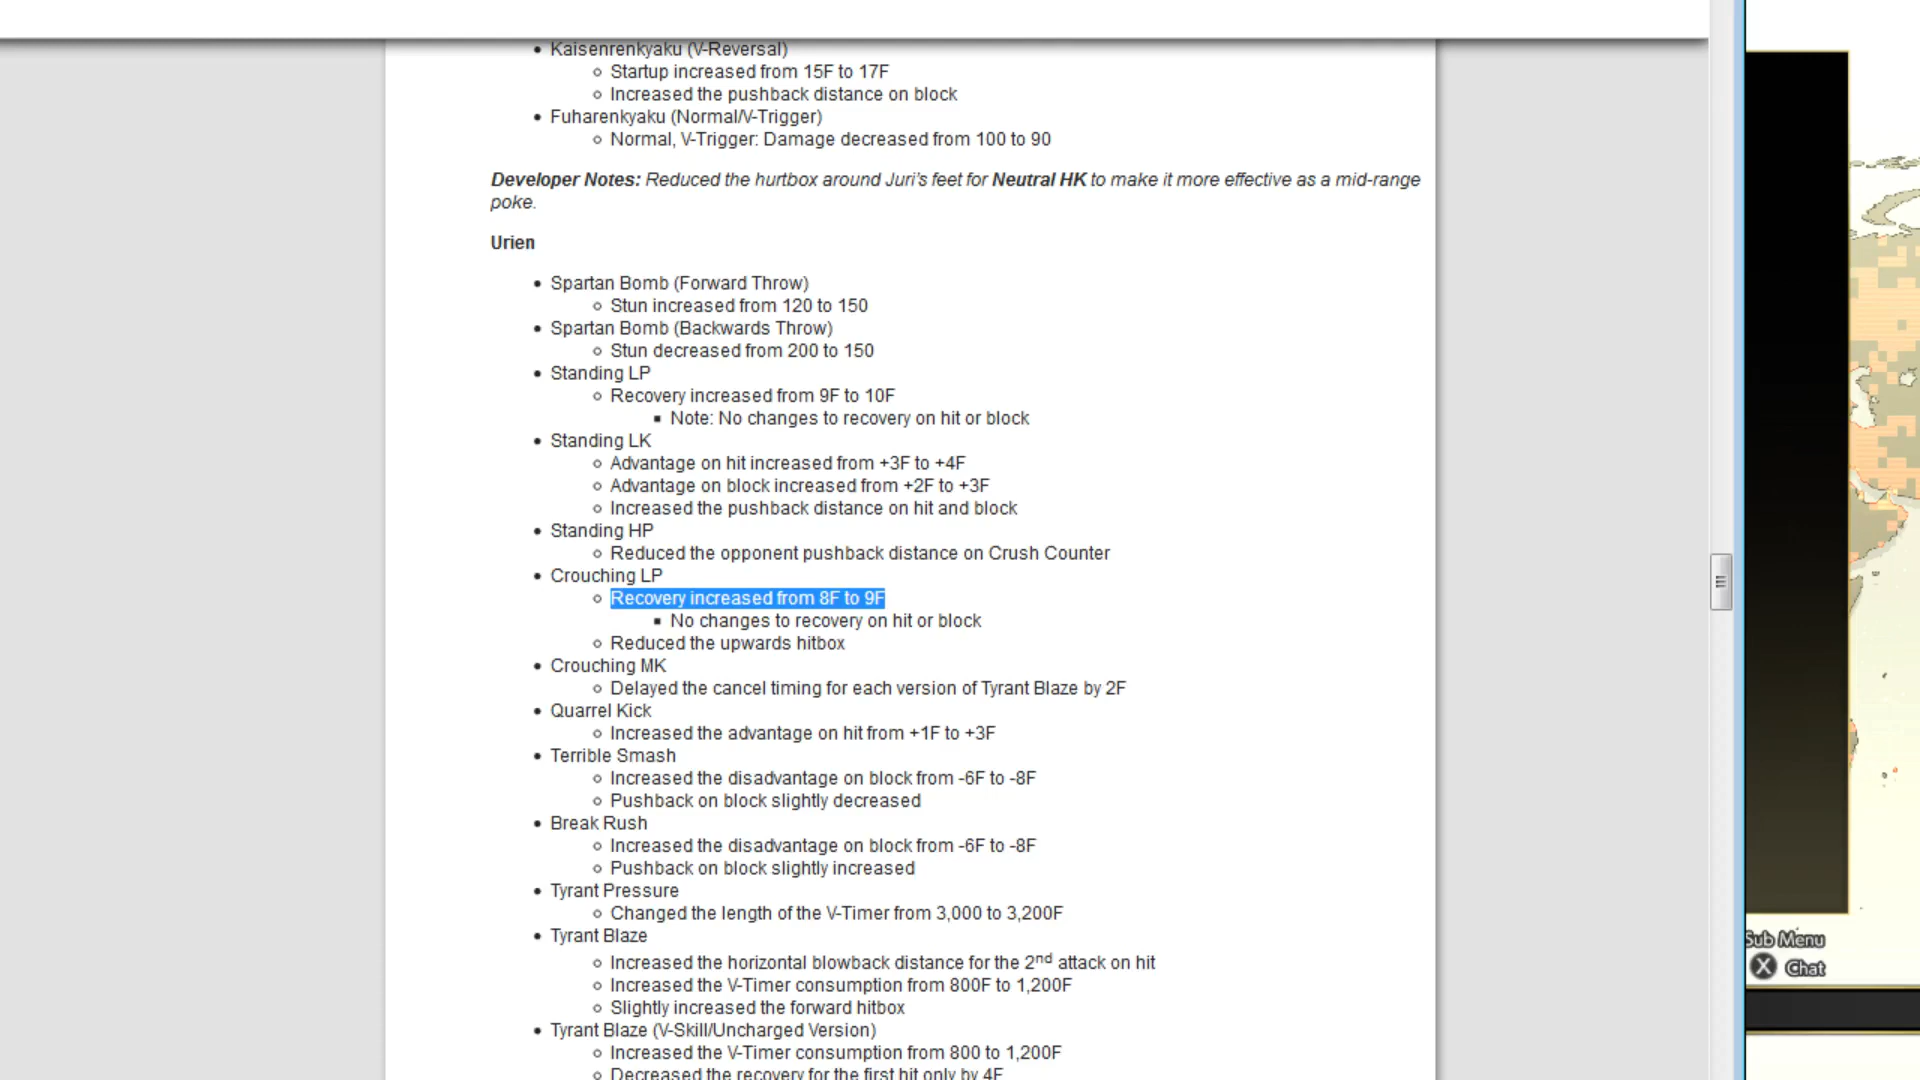 Kaisenrenkyaku (V-Reversal)
Startup increased from 15F to 17F
Increased the pushback distance on block
Fuharenkyaku (Normal/V-Trigger)
Normal, V-Trigger: Damage decreased from 100 to 90
Developer Notes: Reduced the hurtbox around Juri's feet for Neutral HK to make it more effective as a mid-range
poke.
Urien
Spartan Bomb (Forward Throw)
Stun increased from 120 to 150
Spartan Bomb (Backwards Throw)
Stun decreased from 200 to 150
Standing LP
Recovery increased from 9F to 10F
Note: No changes to recovery on hit or block
Standing LK
Advantage on hit increased from +3F to +4F
Advantage on block increased from +2F to +3F
Increased the pushback distance on hit and block
Standing HP
Reduced the opponent pushback distance on Crush Counter
Crouching LP
Recovery increased from 8F to 9F
No changes to recovery on hit or block
Reduced the upwards hitbox
Crouching MK
Delayed the cancel timing for each version of Tyrant Blaze by 2F
Quarrel Kick
Increased the advantage on hit from +1F to +3F
Terrible Smash
Increased the disadvantage on block from -6F to -8F
Pushback on block slightly decreased
Break Rush
Increased the disadvantage on block from -6F to -8F
Pushback on block slightly increased
Tyrant Pressure
Changed the length of the V-Timer from 3,000 to 3,200F
Tyrant Blaze
Increased the horizontal blowback distance for the 2nd attack on hit
Increased the V-Timer consumption from 800F to 1,200F
Slightly increased the forward hitbox
Tyrant Blaze (V-Skill/Uncharged Version)
Increased the V-Timer consumption from 800 to 1,200F
Decreased the recovery for the first hit only by 4F
Sub Menu
X Chat